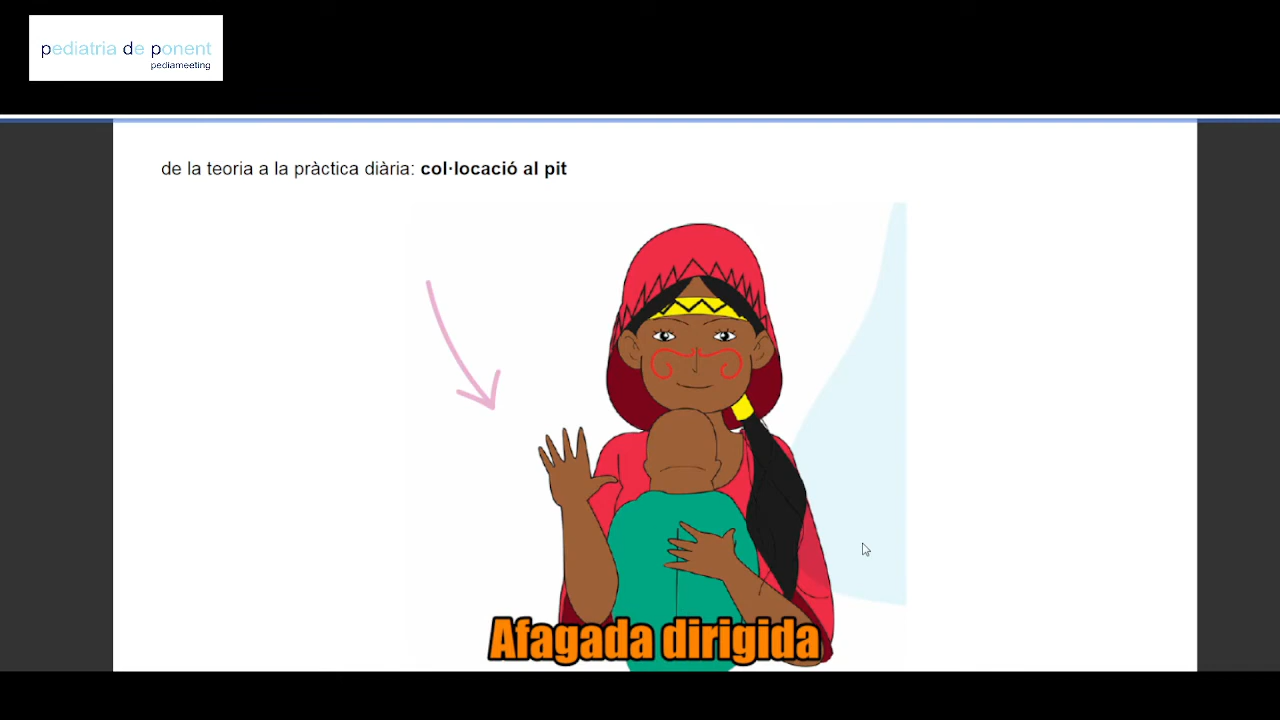 pediatria de ponent
pediameeting
de la teoria a la pràctica diària: col·locació al pit
Afagada dirigida